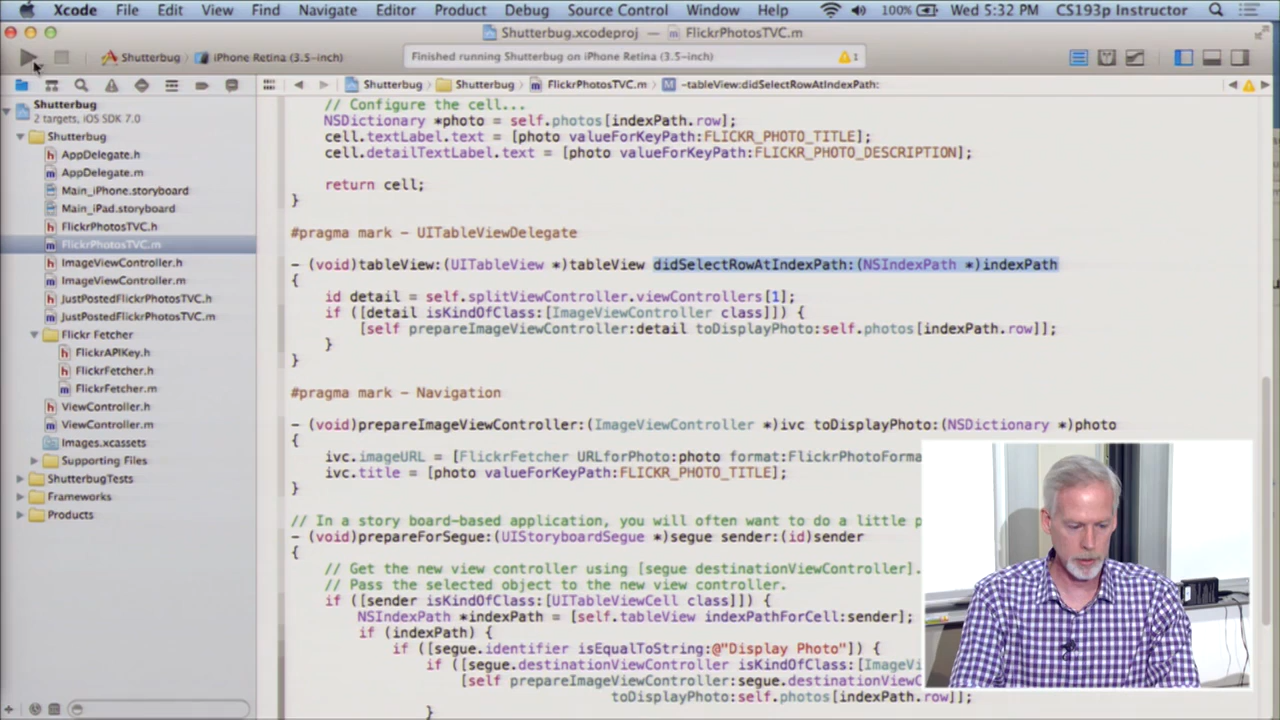 Xcode File Edit View Find Navigate Editor Product Debug Source Control Window Help 100% Wed 5:32 PM CS193p Instructor
Shutterbug.xcodeproj — FlickrPhotosTVC.m
Shutterbug iPhone Retina (3.5-inch) Finished running Shutterbug on iPhone Retina (3.5-inch) 1
Shutterbug Shutterbug FlickrPhotosTVC.m -tableView:didSelectRowAtIndexPath:
Shutterbug
2 targets, iOS SDK 7.0
Shutterbug
AppDelegate.h
AppDelegate.m
Main_iPhone.storyboard
Main_iPad.storyboard
FlickrPhotosTVC.h
FlickrPhotosTVC.m
ImageViewController.h
ImageViewController.m
JustPostedFlickrPhotosTVC.h
JustPostedFlickrPhotosTVC.m
Flickr Fetcher
FlickrAPIKey.h
FlickrFetcher.h
FlickrFetcher.m
ViewController.h
ViewController.m
Images.xcassets
Supporting Files
ShutterbugTests
Frameworks
Products
// Configure the cell...
NSDictionary *photo = self.photos[indexPath.row];
cell.textLabel.text = [photo valueForKeyPath:FLICKR_PHOTO_TITLE];
cell.detailTextLabel.text = [photo valueForKeyPath:FLICKR_PHOTO_DESCRIPTION];
return cell;
}
#pragma mark - UITableViewDelegate
- (void)tableView:(UITableView *)tableView didSelectRowAtIndexPath:(NSIndexPath *)indexPath
{
id detail = self.splitViewController.viewControllers[1];
if ([detail isKindOfClass:[ImageViewController class]]) {
[self prepareImageViewController:detail toDisplayPhoto:self.photos[indexPath.row]];
}
}
#pragma mark - Navigation
- (void)prepareImageViewController:(ImageViewController *)ivc toDisplayPhoto:(NSDictionary *)photo
{
ivc.imageURL = [FlickrFetcher URLforPhoto:photo format:FlickrPhotoForma
ivc.title = [photo valueForKeyPath:FLICKR_PHOTO_TITLE];
}
// In a story board-based application, you will often want to do a little p
- (void)prepareForSegue:(UIStoryboardSegue *)segue sender:(id)sender
{
// Get the new view controller using [segue destinationViewController].
// Pass the selected object to the new view controller.
if ([sender isKindOfClass:[UITableViewCell class]]) {
NSIndexPath *indexPath = [self.tableView indexPathForCell:sender];
if (indexPath) {
if ([segue.identifier isEqualToString:@"Display Photo"]) {
if ([segue.destinationViewController isKindOfClass:[ImageVi
[self prepareImageViewController:segue.destinationViewCo
toDisplayPhoto:self.photos[indexPath.row]];
}